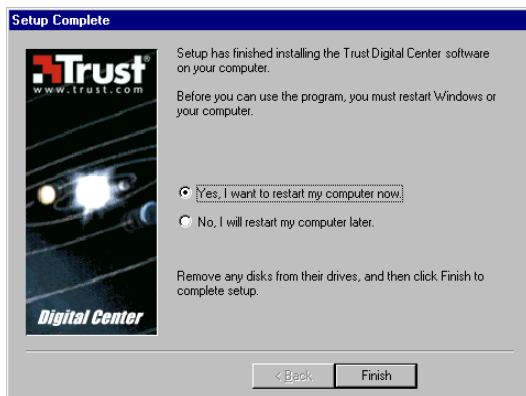 Setup Complete
Trust
www.trust.com
Digital Center
Setup has finished installing the Trust Digital Center software
on your computer.
Before you can use the program, you must restart Windows or
your computer.
Yes, I want to restart my computer now.
No, I will restart my computer later.
Remove any disks from their drives, and then click Finish to
complete setup.
< Back
Finish